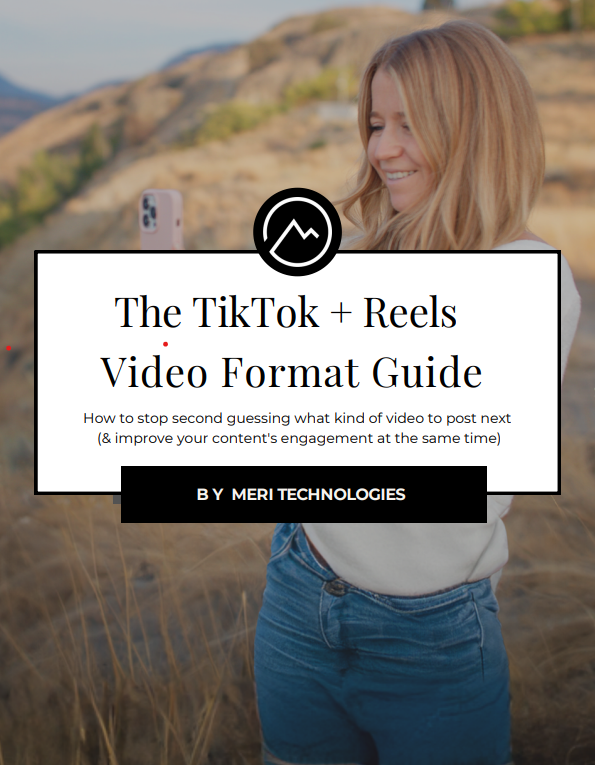 The TikTok + Reels
Video Format Guide
How to stop second guessing what kind of video to post next
(& improve your content's engagement at the same time)
BY MERI TECHNOLOGIES